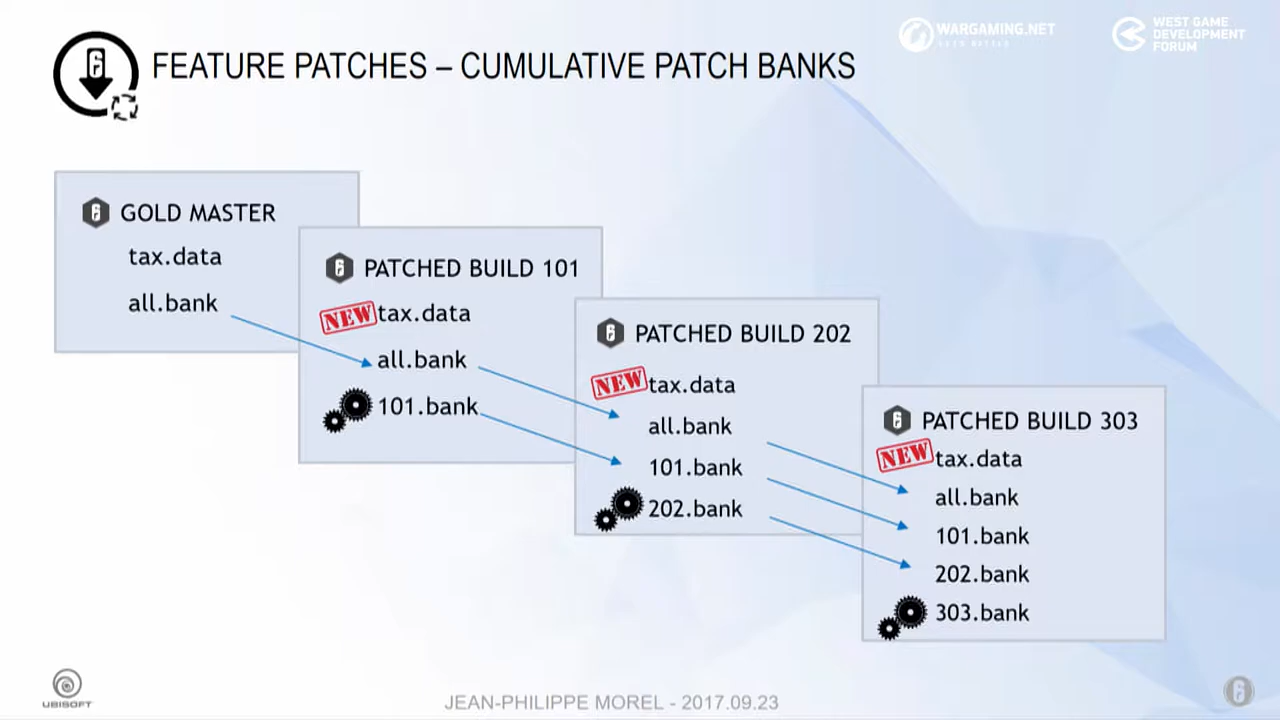 WARGAMING.NET
WEST GAME
DEVELOPMENT
FORUM
FEATURE PATCHES – CUMULATIVE PATCH BANKS
GOLD MASTER
tax.data
all.bank
PATCHED BUILD 101
NEW tax.data
all.bank
101.bank
PATCHED BUILD 202
NEW tax.data
all.bank
101.bank
202.bank
PATCHED BUILD 303
NEW tax.data
all.bank
101.bank
202.bank
303.bank
UBISOFT
JEAN-PHILIPPE MOREL - 2017.09.23